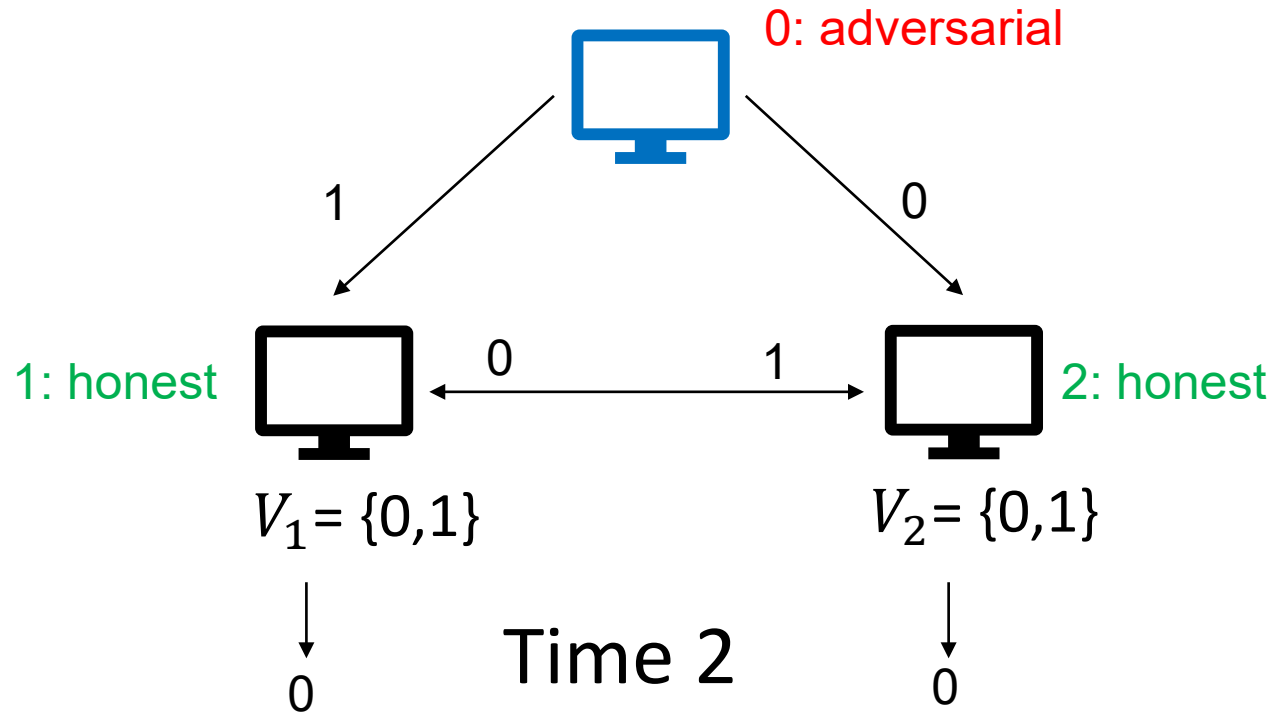 0: adversarial
1
0
0
1
1: honest
2: honest
V₁= {0,1}
V₂= {0,1}
Time 2
0
0